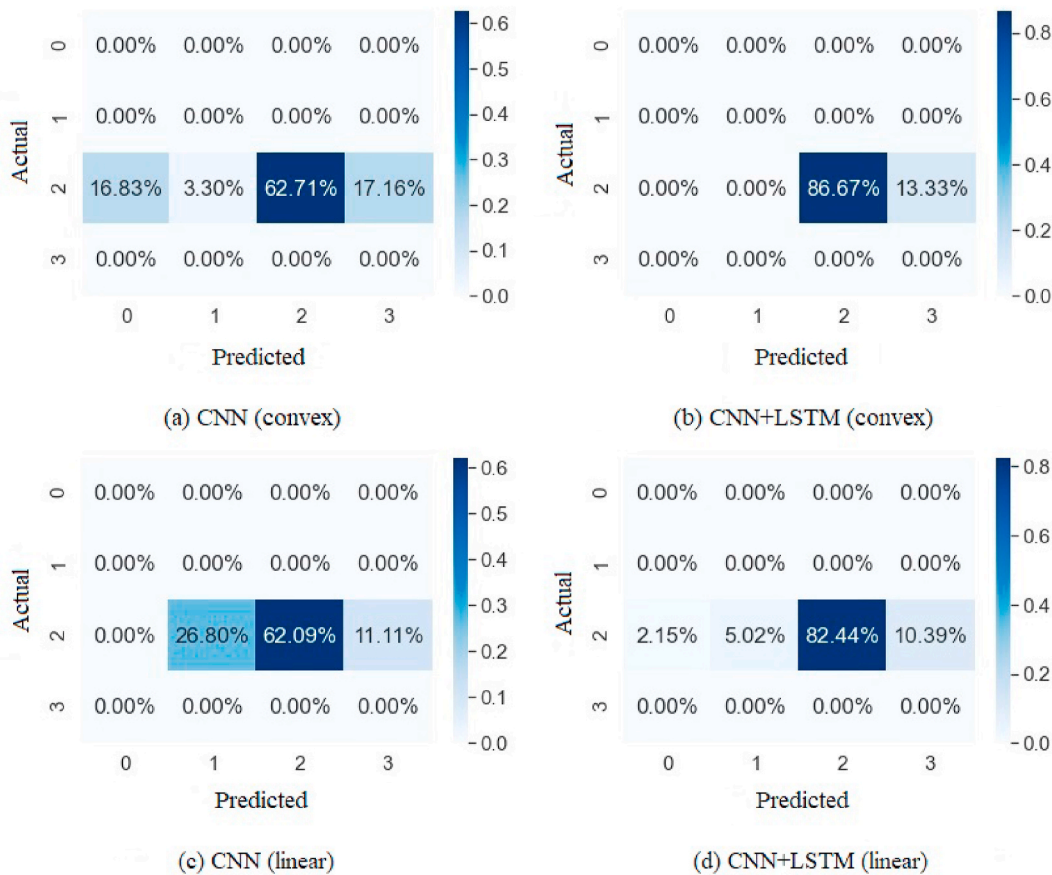 0 0.00% 0.00% 0.00% 0.00%
1 0.00% 0.00% 0.00% 0.00%
2 16.83% 3.30% 62.71% 17.16%
3 0.00% 0.00% 0.00% 0.00%
0 1 2 3
Actual
Predicted
0.6
0.5
0.4
0.3
0.2
0.1
0.0
(a) CNN (convex)
0 0.00% 0.00% 0.00% 0.00%
1 0.00% 0.00% 0.00% 0.00%
2 0.00% 0.00% 86.67% 13.33%
3 0.00% 0.00% 0.00% 0.00%
0 1 2 3
Actual
Predicted
0.8
0.6
0.4
0.2
0.0
(b) CNN+LSTM (convex)
0 0.00% 0.00% 0.00% 0.00%
1 0.00% 0.00% 0.00% 0.00%
2 0.00% 26.80% 62.09% 11.11%
3 0.00% 0.00% 0.00% 0.00%
0 1 2 3
Actual
Predicted
0.6
0.5
0.4
0.3
0.2
0.1
0.0
(c) CNN (linear)
0 0.00% 0.00% 0.00% 0.00%
1 0.00% 0.00% 0.00% 0.00%
2 2.15% 5.02% 82.44% 10.39%
3 0.00% 0.00% 0.00% 0.00%
0 1 2 3
Actual
Predicted
0.8
0.6
0.4
0.2
0.0
(d) CNN+LSTM (linear)